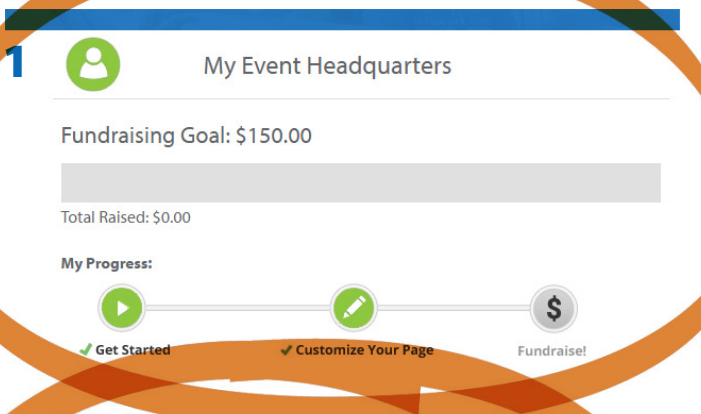 1
My Event Headquarters
Fundraising Goal: $150.00
Total Raised: $0.00
My Progress:
$
✔ Get Started ✔ Customize Your Page Fundraise!